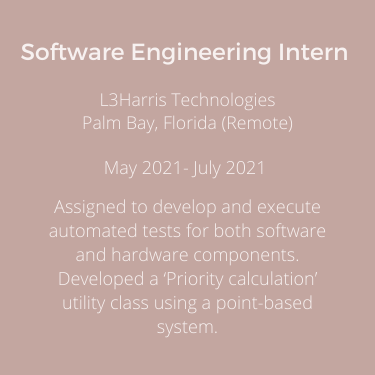 Software Engineering Intern
L3Harris Technologies
Palm Bay, Florida (Remote)
May 2021- July 2021
Assigned to develop and execute
automated tests for both software
and hardware components.
Developed a ‘Priority calculation’
utility class using a point-based
system.